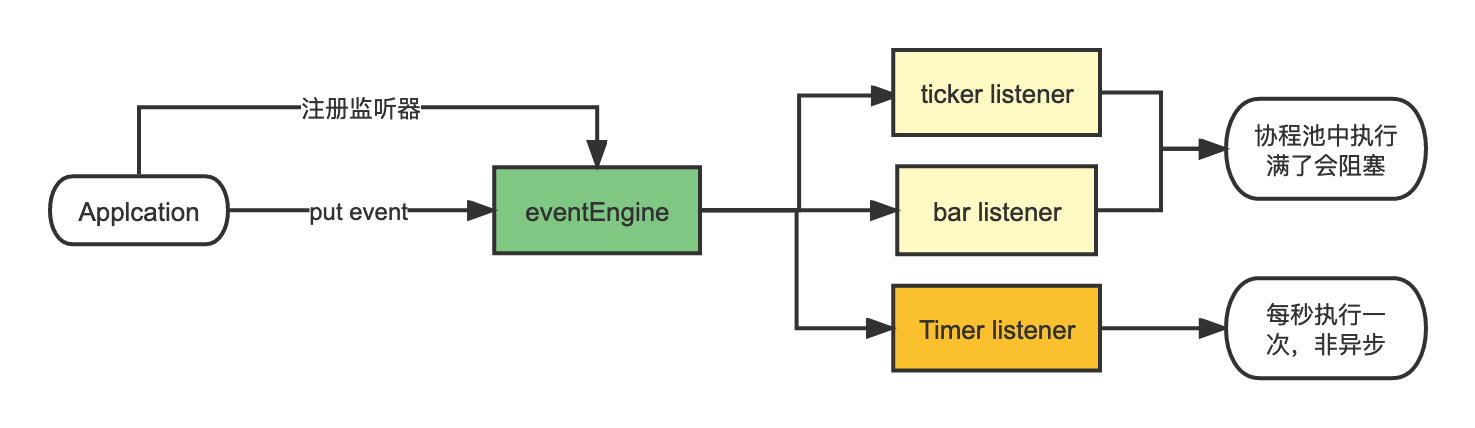 ticker listener
注册监听器
协程池中执行
满了会阻塞
Applcation
put event
eventEngine
bar listener
Timer listener
每秒执行一
次，非异步